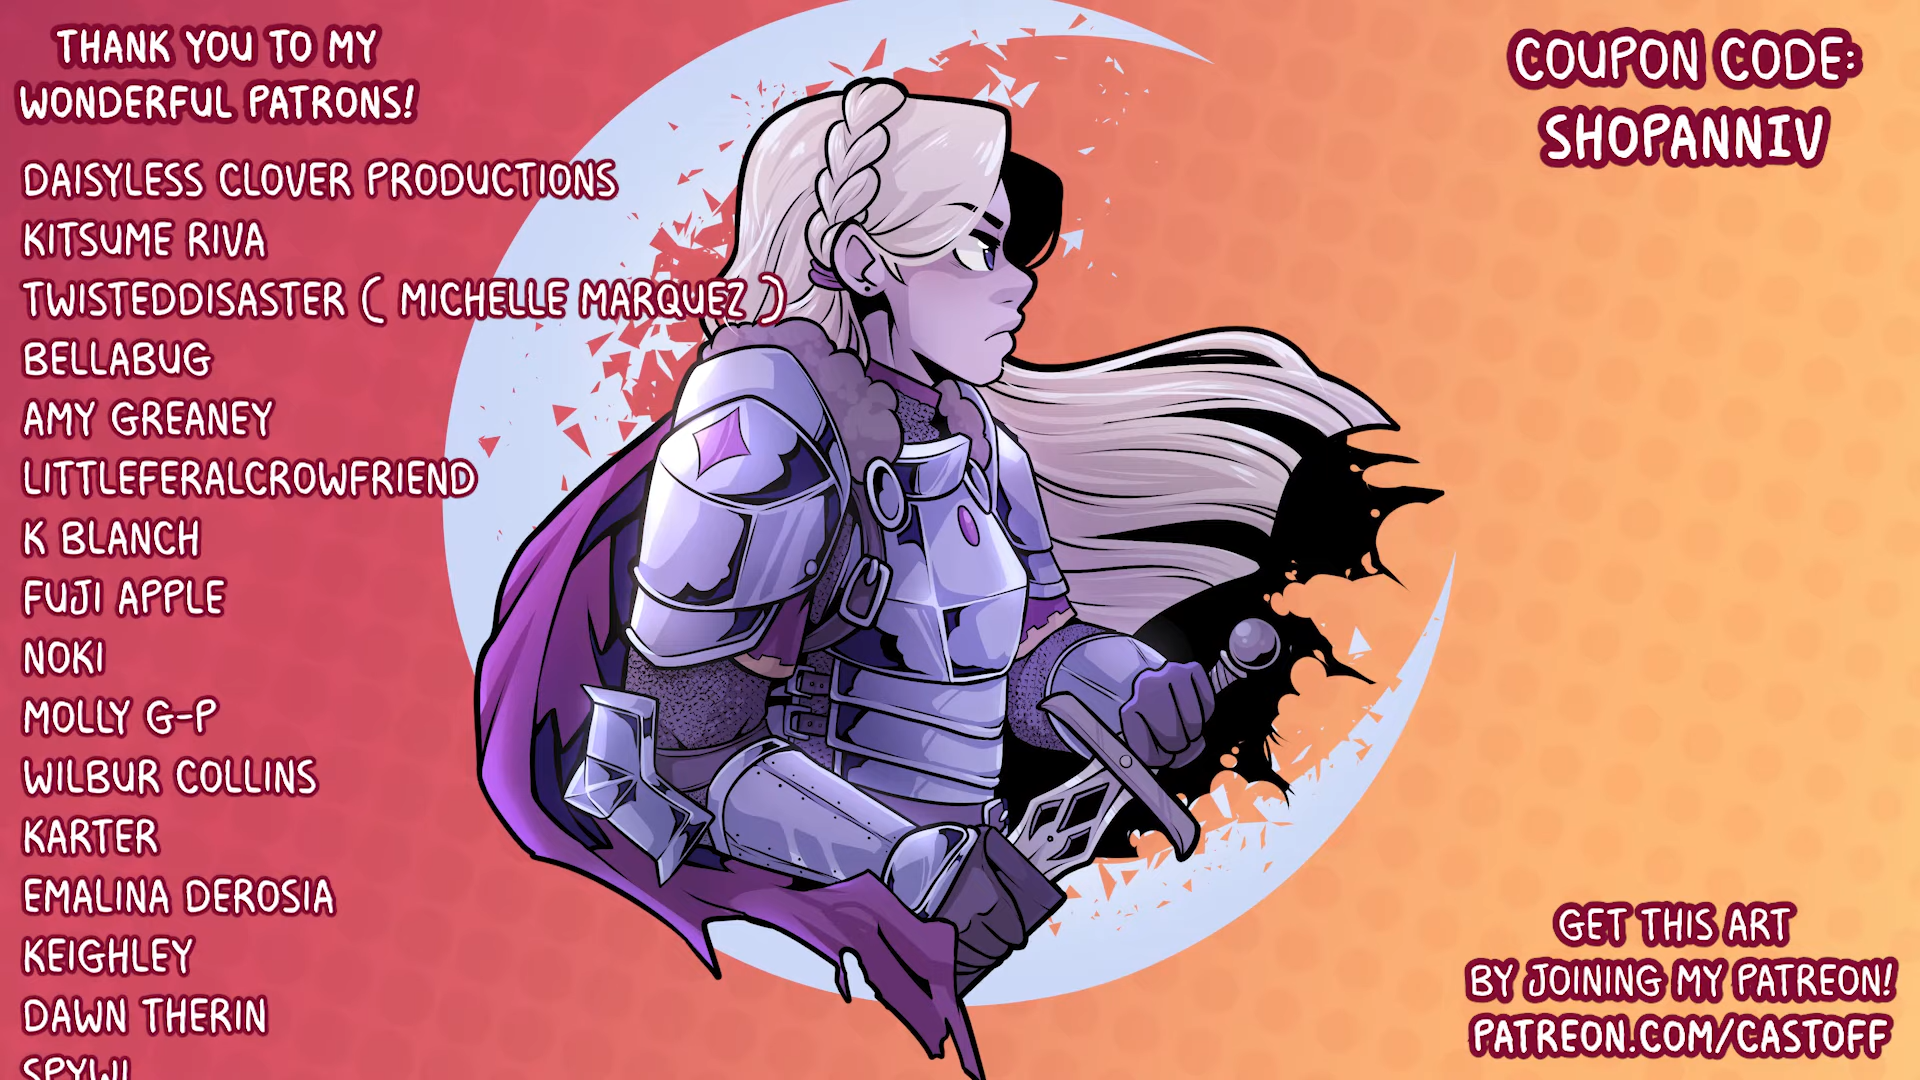 THANK YOU TO MY
WONDERFUL PATRONS!
DAISYLESS CLOVER PRODUCTIONS
KITSUME RIVA
TWISTEDDISASTER ( MICHELLE MARQUEZ )
BELLABUG
AMY GREANEY
LITTLEFERALCROWFRIEND
K BLANCH
FUJI APPLE
NOKI
MOLLY G-P
WILBUR COLLINS
KARTER
EMALINA DEROSIA
KEIGHLEY
DAWN THERIN
COUPON CODE:
SHOPANNIV
GET THIS ART
BY JOINING MY PATREON!
PATREON.COM/CASTOFF